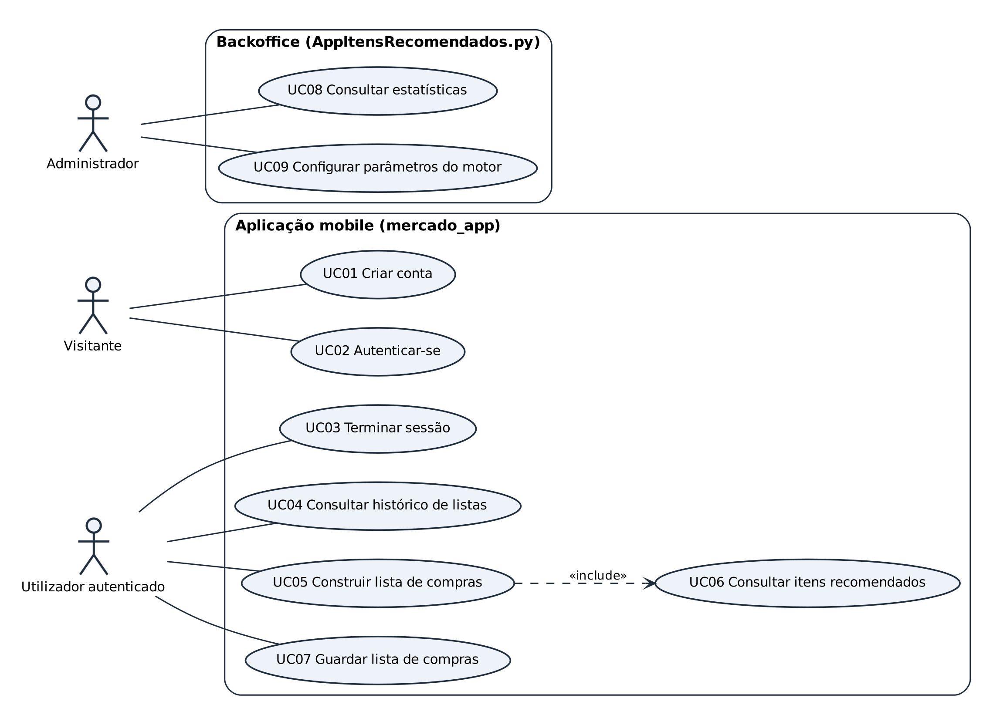 Backoffice (AppItensRecomendados.py)
UC08 Consultar estatísticas
UC09 Configurar parâmetros do motor
Administrador
Aplicação mobile (mercado_app)
UC01 Criar conta
UC02 Autenticar-se
Visitante
UC03 Terminar sessão
UC04 Consultar histórico de listas
UC05 Construir lista de compras
«include»
UC06 Consultar itens recomendados
Utilizador autenticado
UC07 Guardar lista de compras